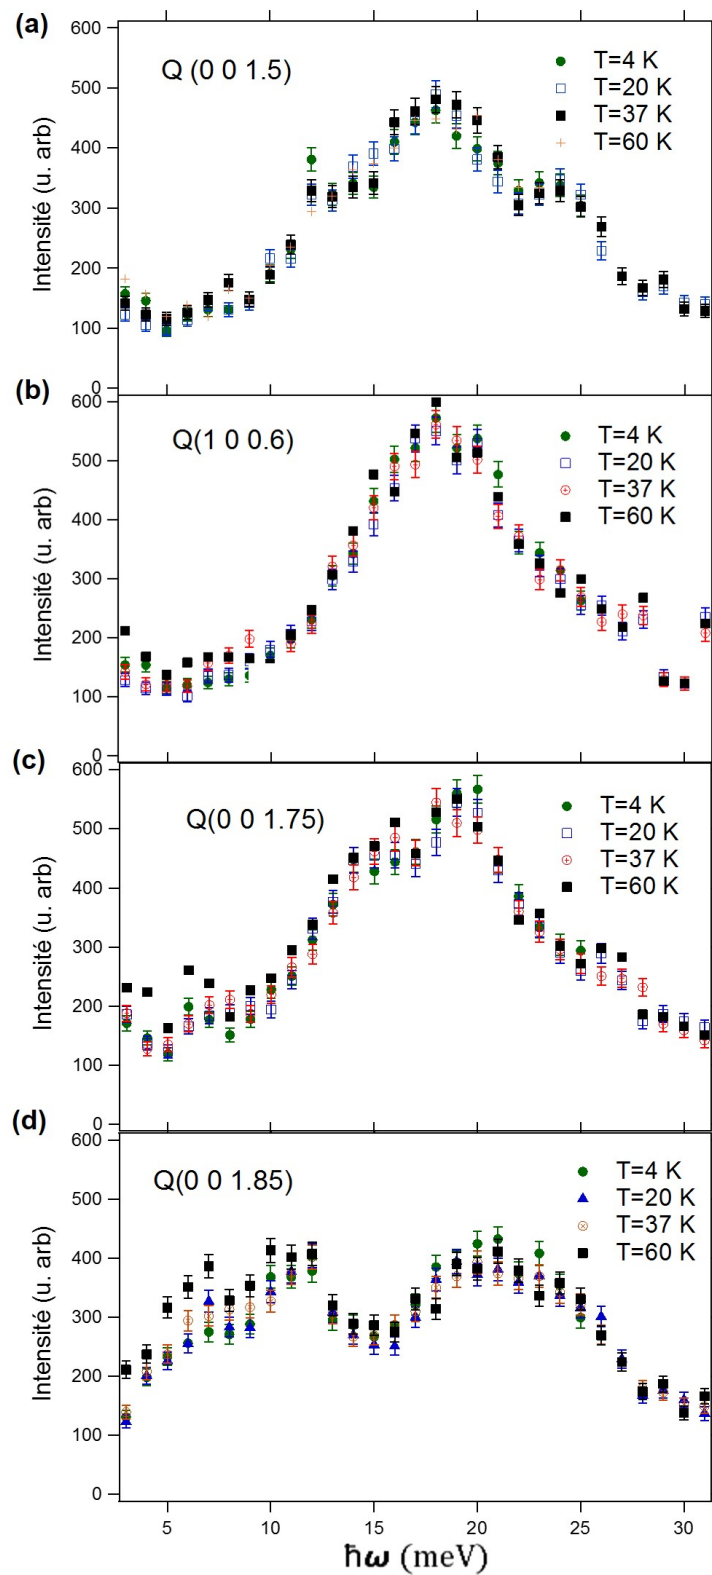 (a)
600
500
400
300
200
100
0
Intensité (u. arb)
Q (0 0 1.5)
T=4 K
T=20 K
T=37 K
T=60 K
(b)
600
500
400
300
200
100
0
Intensité (u. arb)
Q(1 0 0.6)
T=4 K
T=20 K
T=37 K
T=60 K
(c)
600
500
400
300
200
100
0
Intensité (u. arb)
Q(0 0 1.75)
T=4 K
T=20 K
T=37 K
T=60 K
(d)
600
500
400
300
200
100
0
Intensité (u. arb)
Q(0 0 1.85)
T=4 K
T=20 K
T=37 K
T=60 K
5 10 15 20 25 30
ℏω (meV)